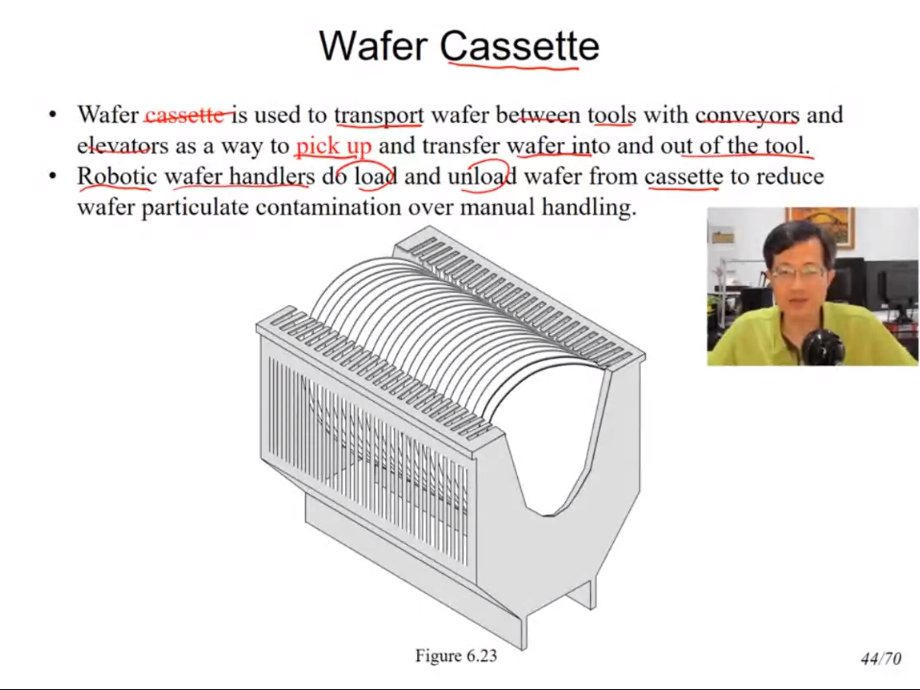 Wafer Cassette
• Wafer cassette is used to transport wafer between tools with conveyors and
elevators as a way to pick up and transfer wafer into and out of the tool.
• Robotic wafer handlers do load and unload wafer from cassette to reduce
wafer particulate contamination over manual handling.
Figure 6.23
44/70